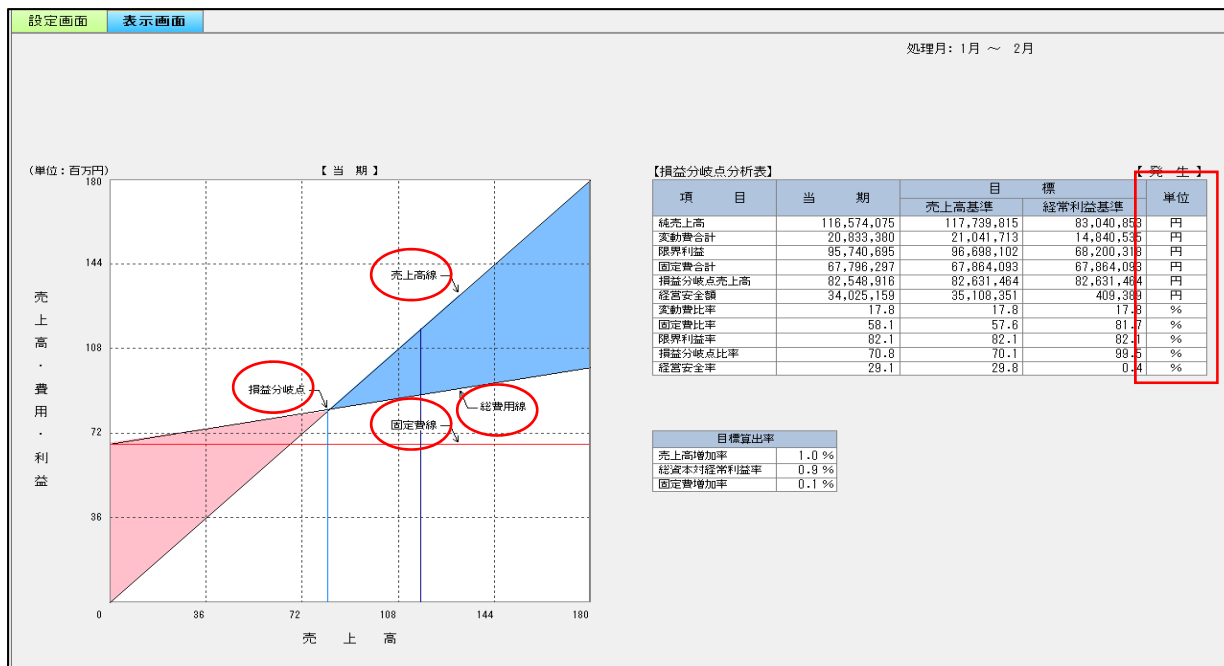 設定画面 表示画面
処理月: 1月 ～ 2月
(単位：百万円) 【 当 期 】
180
144
108
72
36
0 36 72 108 144 180
売上高・費用・利益
売 上 高
売上高線
損益分岐点
総費用線
固定費線
【損益分岐点分析表】 【 発 生 】
項 目 当 期 目 標 単位
売上高基準 経常利益基準
純売上高 116,574,075 117,739,815 83,040,853 円
変動費合計 20,833,380 21,041,713 14,840,535 円
限界利益 95,740,695 96,698,102 68,200,318 円
固定費合計 67,796,297 67,864,093 67,864,093 円
損益分岐点売上高 82,548,916 82,631,464 82,631,464 円
経営安全額 34,025,159 35,108,351 409,389 円
変動費比率 17.8 17.8 17.8 %
固定費比率 58.1 57.6 81.7 %
限界利益率 82.1 82.1 82.1 %
損益分岐点比率 70.8 70.1 99.5 %
経営安全率 29.1 29.8 0.4 %
目標算出率
売上高増加率 1.0 %
総資本対経常利益率 0.9 %
固定費増加率 0.1 %